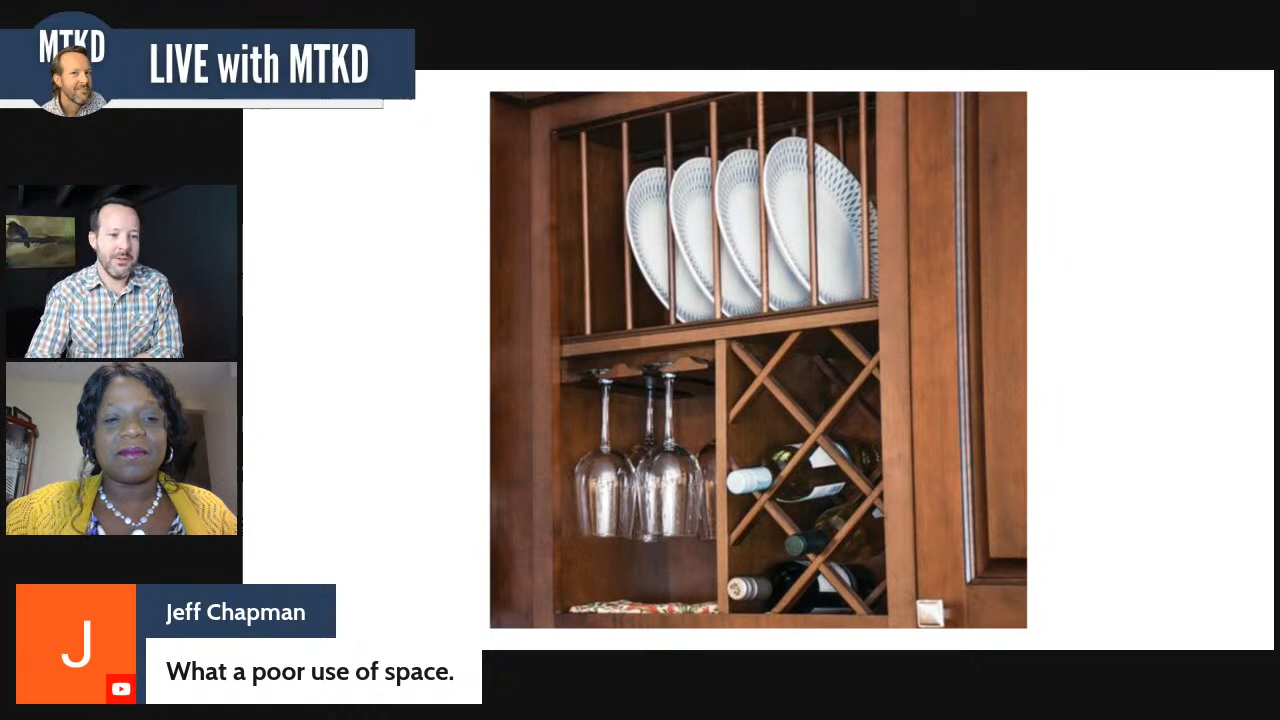 MTKD
LIVE with MTKD
J
Jeff Chapman
What a poor use of space.